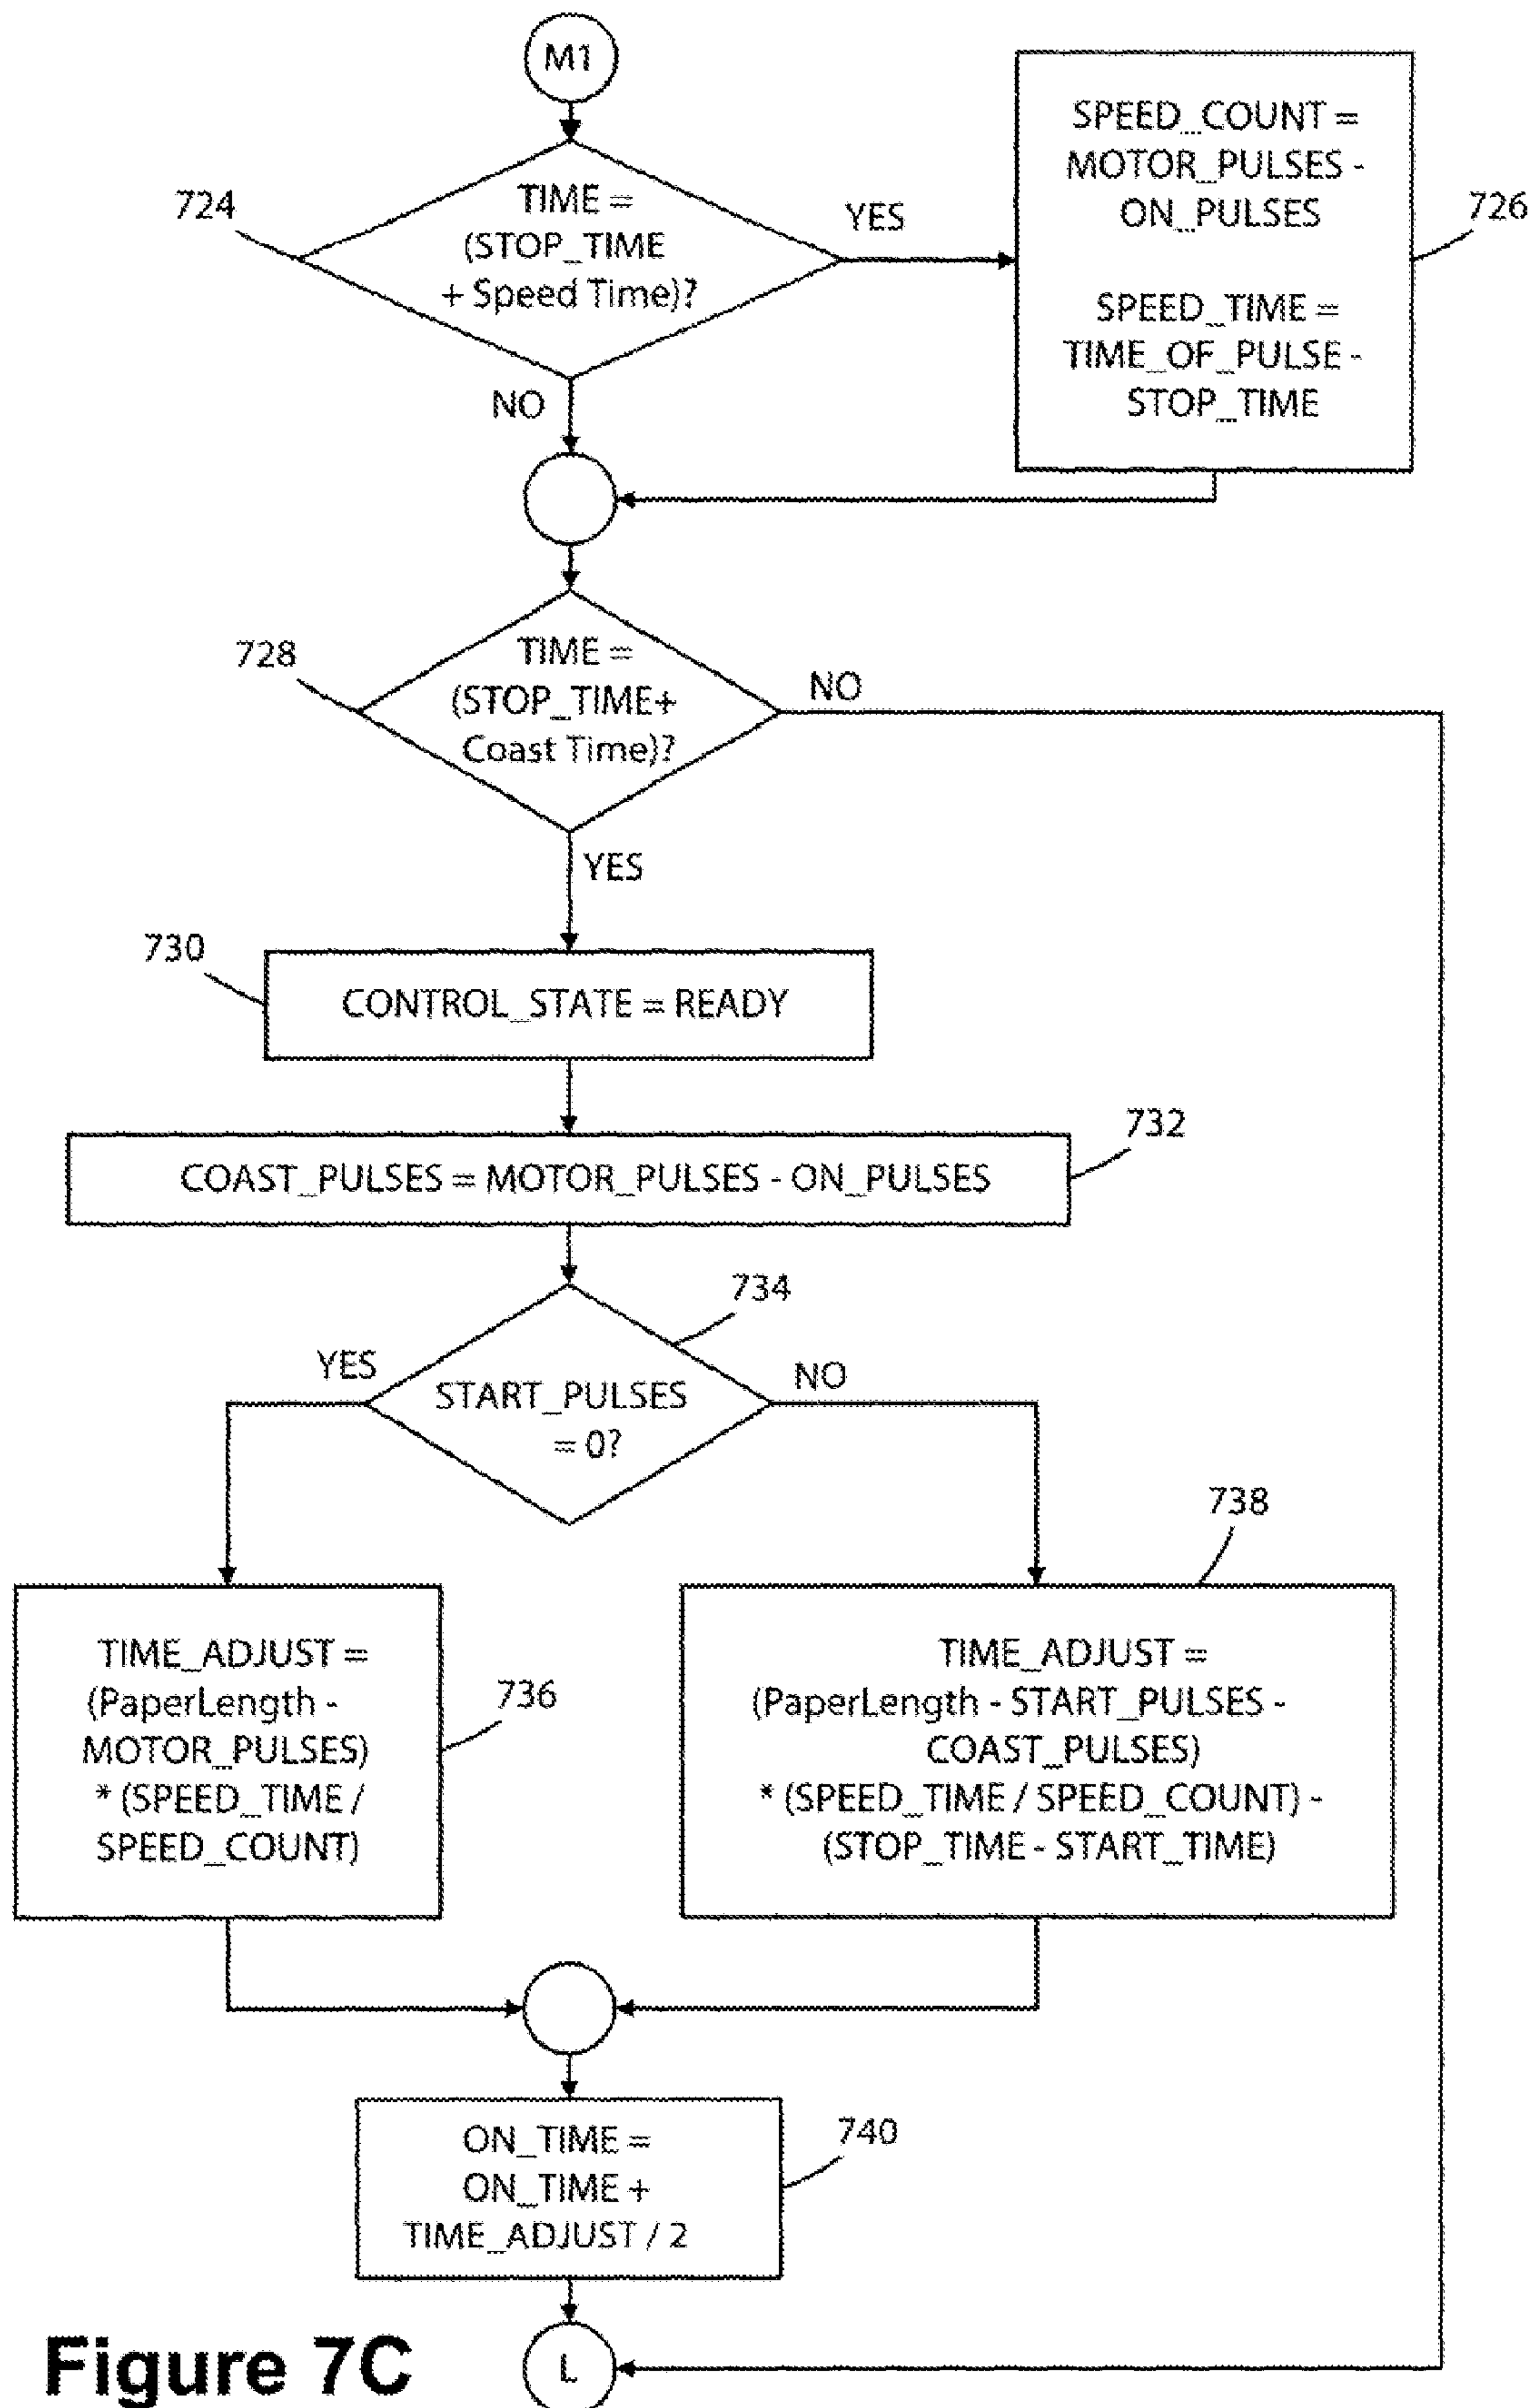 M1
724
TIME =
(STOP_TIME
+ Speed Time)?
YES
SPEED_COUNT =
MOTOR_PULSES -
ON_PULSES
SPEED_TIME =
TIME_OF_PULSE -
STOP_TIME
726
NO
728
TIME =
(STOP_TIME+
Coast Time)?
NO
YES
730
CONTROL_STATE = READY
732
COAST_PULSES = MOTOR_PULSES - ON_PULSES
734
YES
START_PULSES
= 0?
NO
738
TIME_ADJUST =
(PaperLength -
MOTOR_PULSES)
* (SPEED_TIME /
SPEED_COUNT)
736
TIME_ADJUST =
(PaperLength - START_PULSES -
COAST_PULSES)
* (SPEED_TIME / SPEED_COUNT) -
(STOP_TIME - START_TIME)
ON_TIME =
ON_TIME +
TIME_ADJUST / 2
740
Figure 7C
L